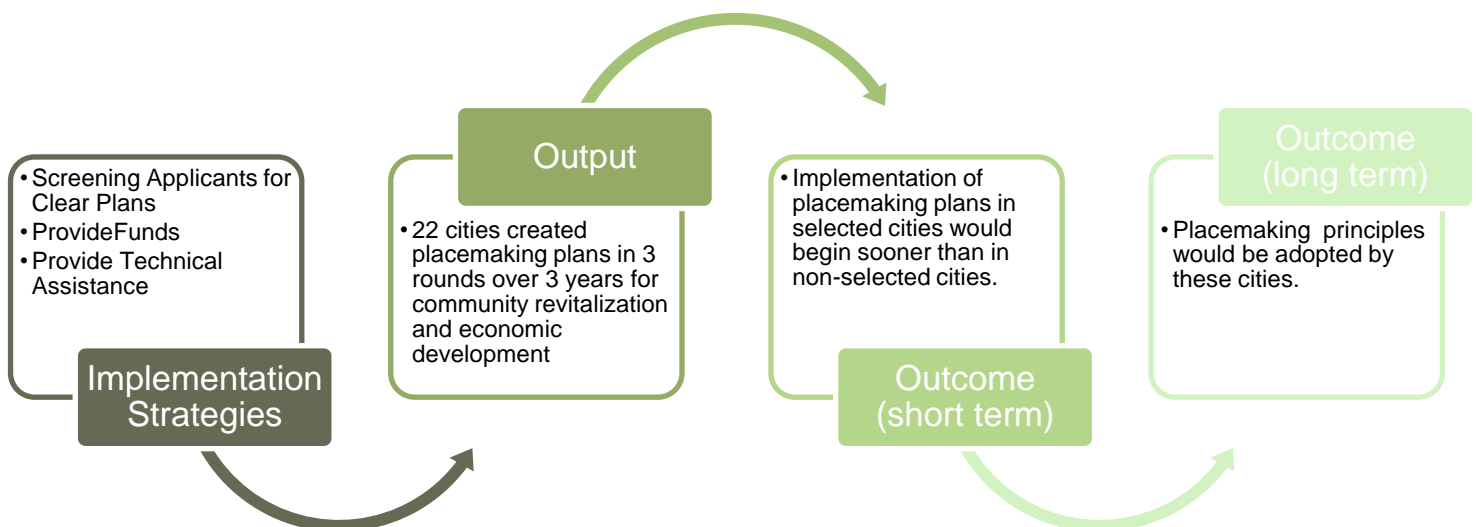 • Screening Applicants for
Clear Plans
• ProvideFunds
• Provide Technical
Assistance
Implementation
Strategies
Output
• 22 cities created
placemaking plans in 3
rounds over 3 years for
community revitalization
and economic
development
• Implementation of
placemaking plans in
selected cities would
begin sooner than in
non-selected cities.
Outcome
(short term)
Outcome
(long term)
• Placemaking principles
would be adopted by
these cities.